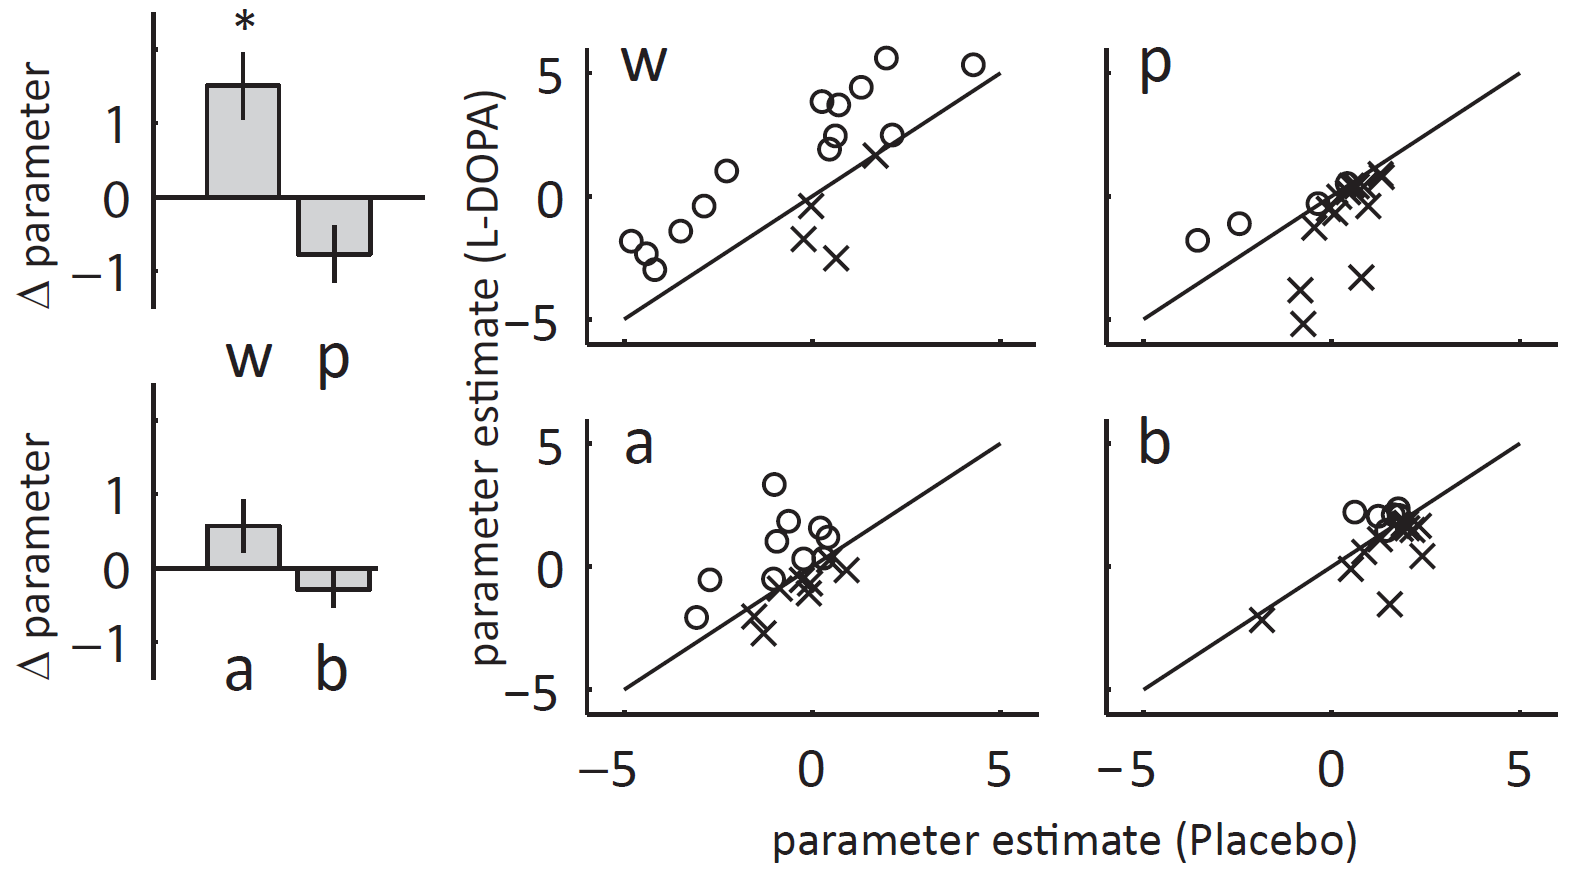 *
Δ parameter
1
0
−1
w p
Δ parameter
1
0
−1
a b
parameter estimate (L-DOPA)
w
5
0
−5
p
a
5
0
−5
b
−5 0 5
−5 0 5
parameter estimate (Placebo)